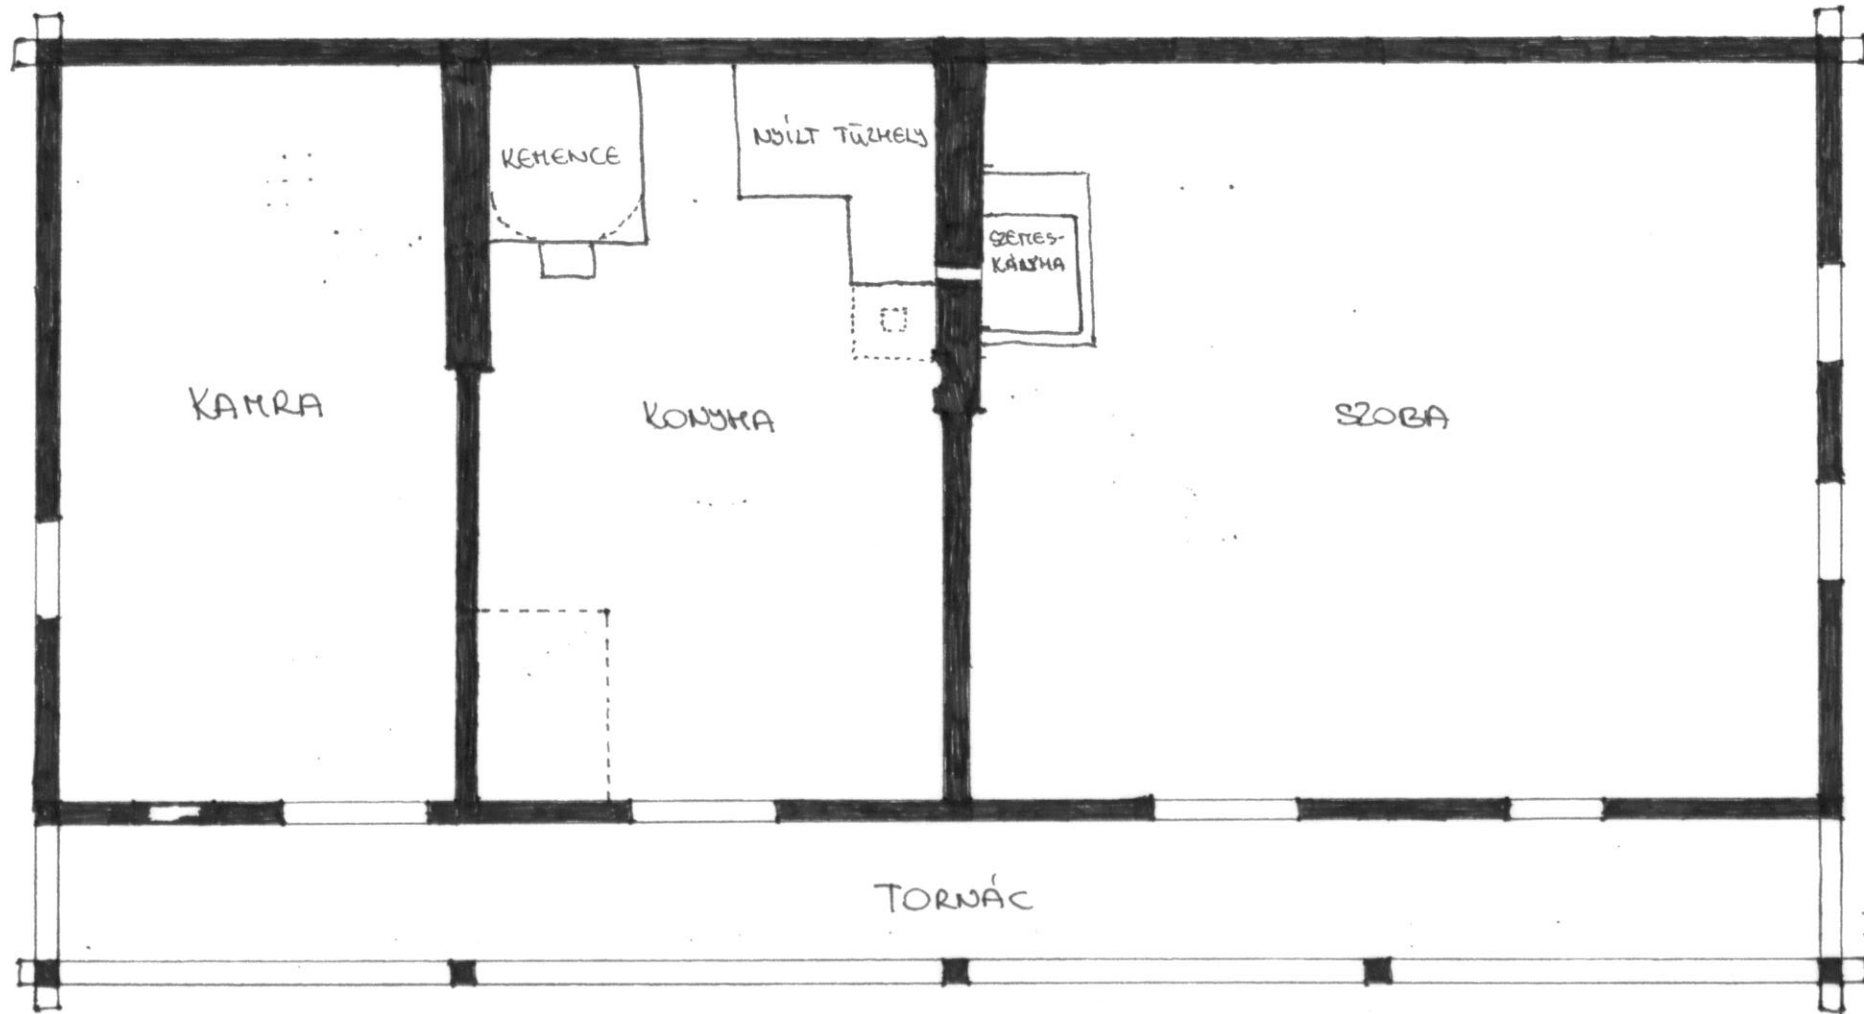 KEMENCE
NYÍLT TŰZHELY
SZEMES-
KÁLYHA
KAMRA
KONYHA
SZOBA
TORNÁC